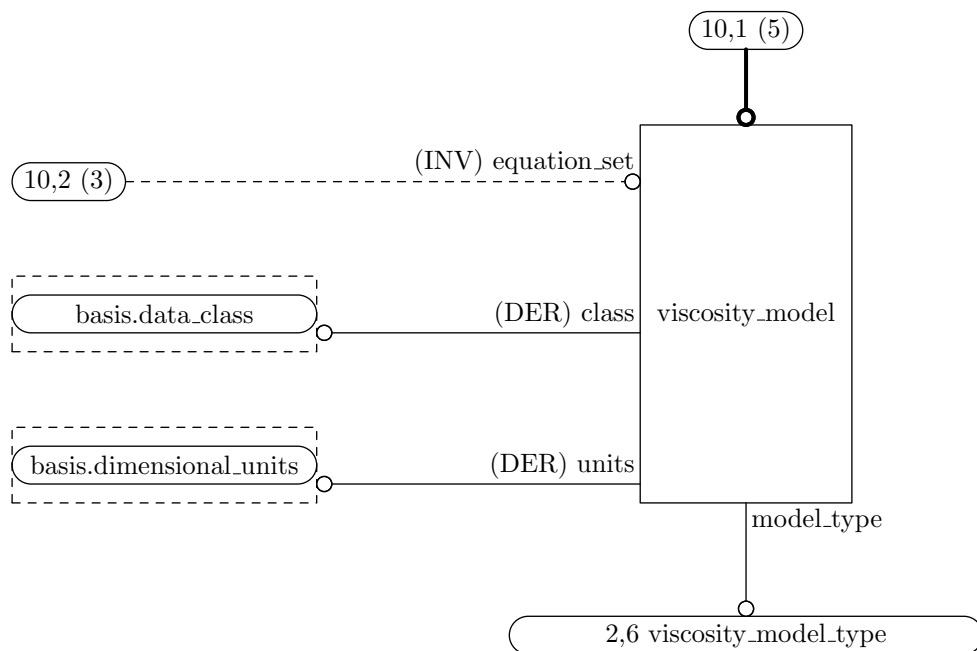 10,1 (5)
(INV) equation_set
10,2 (3)
basis.data_class
(DER) class
viscosity_model
basis.dimensional_units
(DER) units
model_type
2,6 viscosity_model_type